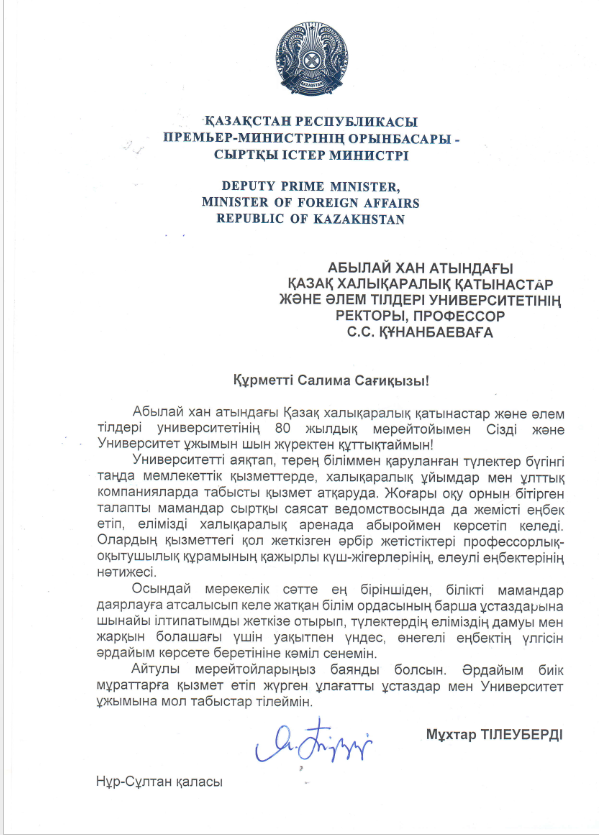 ҚАЗАҚСТАН РЕСПУБЛИКАСЫ
ПРЕМЬЕР-МИНИСТРІНІҢ ОРЫНБАСАРЫ -
СЫРТҚЫ ІСТЕР МИНИСТРІ
DEPUTY PRIME MINISTER,
MINISTER OF FOREIGN AFFAIRS
REPUBLIC OF KAZAKHSTAN
АБЫЛАЙ ХАН АТЫНДАҒЫ
ҚАЗАҚ ХАЛЫҚАРАЛЫҚ ҚАТЫНАСТАР
ЖӘНЕ ӘЛЕМ ТІЛДЕРІ УНИВЕРСИТЕТІНІҢ
РЕКТОРЫ, ПРОФЕССОР
С.С. ҚҰНАНБАЕВАҒА
Құрметті Салима Сағиқызы!
Абылай хан атындағы Қазақ халықаралық қатынастар және әлем
тілдері университетінің 80 жылдық мерейтойымен Сізді және
Университет ұжымын шын жүректен құттықтаймын!
Университетті аяқтап, терең біліммен қаруланған түлектер бүгінгі
таңда мемлекеттік қызметтерде, халықаралық ұйымдар мен ұлттық
компанияларда табысты қызмет атқаруда. Жоғары оқу орнын бітірген
талапты мамандар сыртқы саясат ведомствосында да жемісті еңбек
етіп, елімізді халықаралық аренада абыроймен көрсетіп келеді.
Олардың қызметтегі қол жеткізген әрбір жетістіктері профессорлық-
оқытушылық құрамының қажырлы күш-жігерлерінің, елеулі еңбектерінің
нәтижесі.
Осындай мерекелік сәтте ең біріншіден, білікті мамандар
даярлауға атсалысып келе жатқан білім ордасының барша ұстаздарына
шынайы ілтипатымды жеткізе отырып, түлектердің еліміздің дамуы мен
жарқын болашағы үшін уақытпен үндес, өнегелі еңбектің үлгісін
әрдайым көрсете беретініне кәміл сенемін.
Айтулы мерейтойларыңыз баянды болсын. Әрдайым биік
мұраттарға қызмет етіп жүрген ұлағатты ұстаздар мен Университет
ұжымына мол табыстар тілеймін.
Мұхтар ТІЛЕУБЕРДІ
Нұр-Сұлтан қаласы